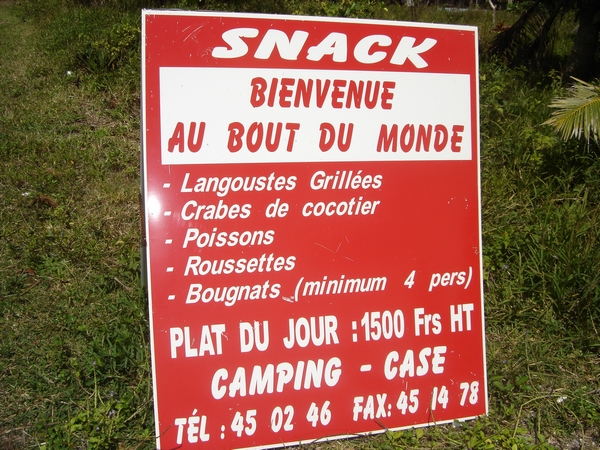 SNACK
BIENVENUE
AU BOUT DU MONDE
- Langoustes Grillées
- Crabes de cocotier
- Poissons
- Roussettes
- Bougnats (minimum 4 pers)
PLAT DU JOUR : 1500 Frs HT
CAMPING - CASE
TÉL : 45 02 46 FAX: 45 14 78